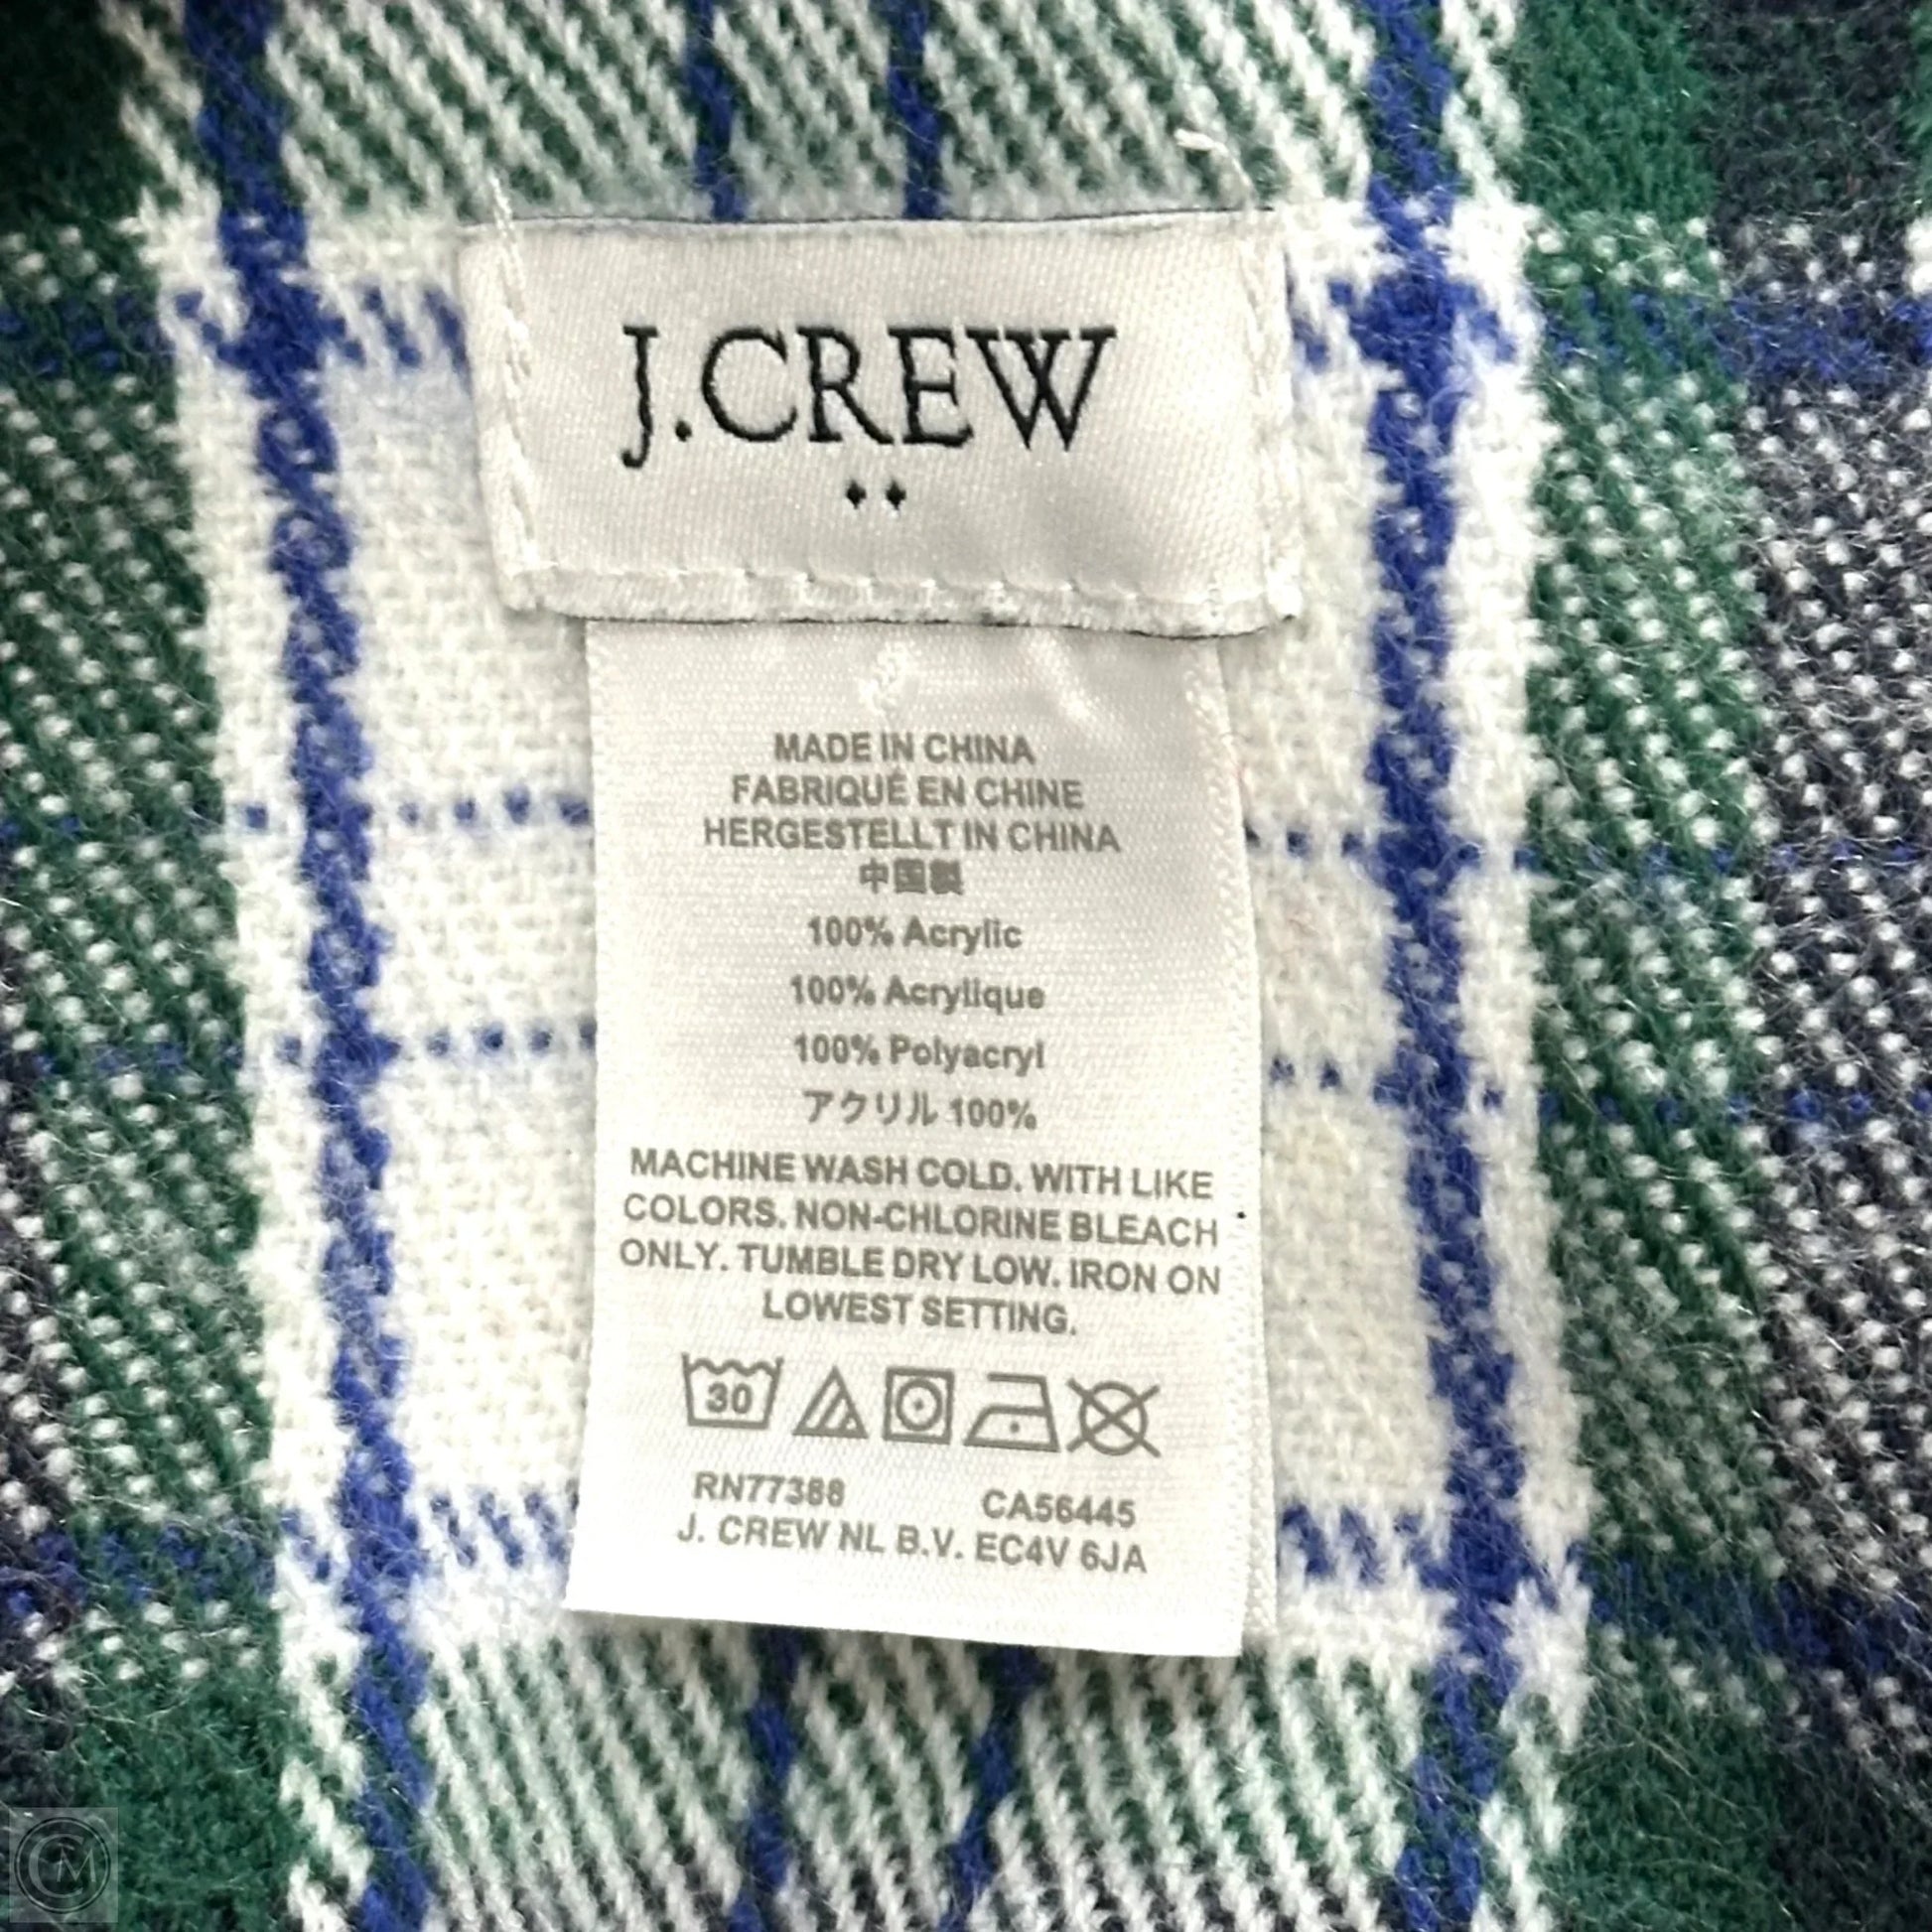 J.CREW
MADE IN CHINA
FABRIQUÉ EN CHINE
HERGESTELLT IN CHINA
中国製
100% Acrylic
100% Acrylique
100% Polyacryl
アクリル 100%
MACHINE WASH COLD. WITH LIKE
COLORS. NON-CHLORINE BLEACH
ONLY. TUMBLE DRY LOW. IRON ON
LOWEST SETTING.
30
RN77388 CA56445
J. CREW NL B.V. EC4V 6JA
CM